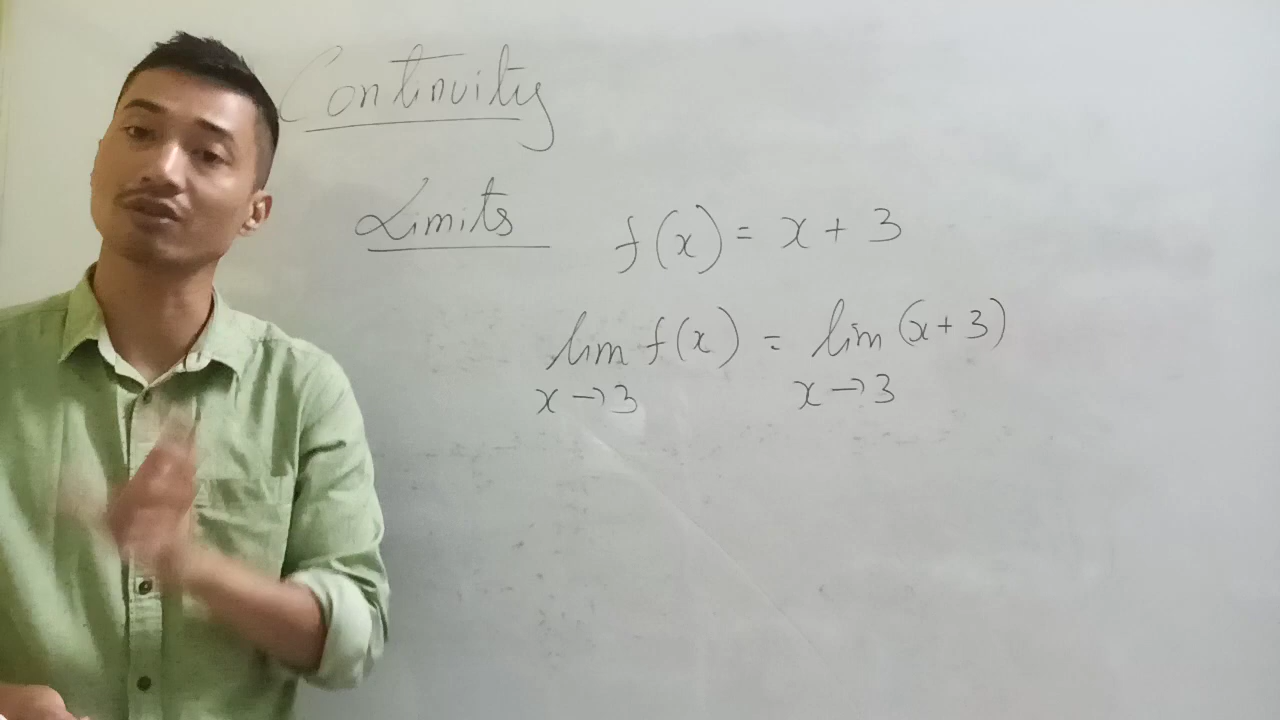 Continuity
Limits f(x) = x + 3
lim f(x) = lim (x + 3)
x→3 x→3